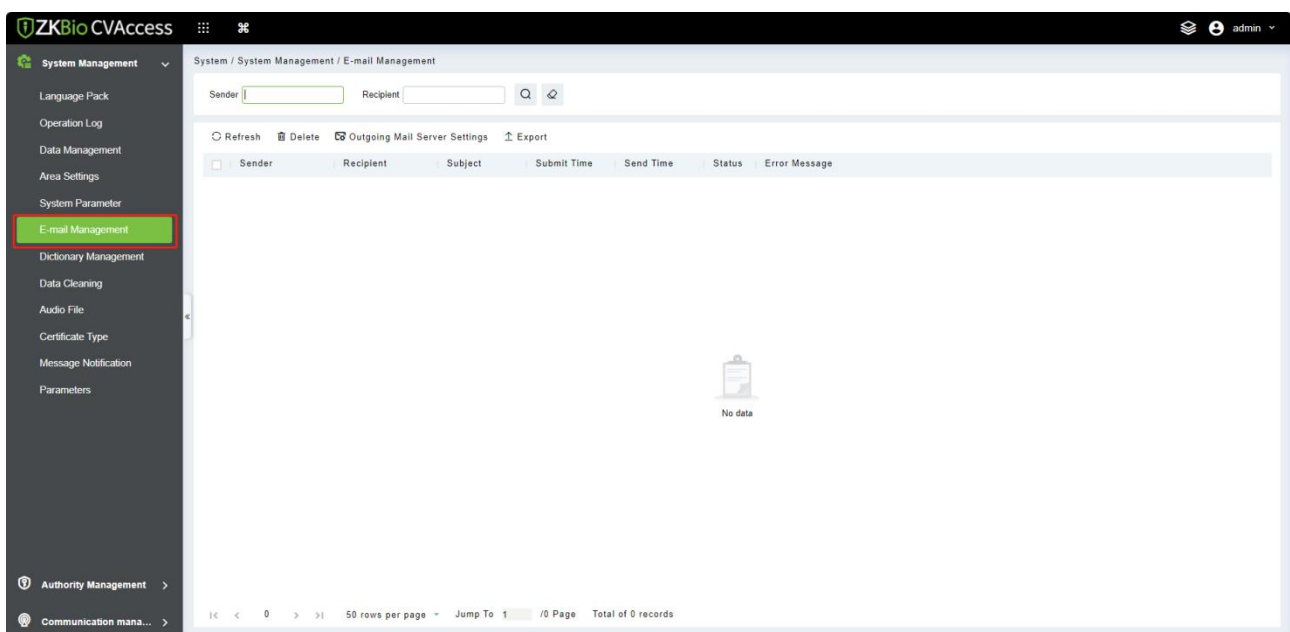 ZKBio CVAccess
admin
System Management
System / System Management / E-mail Management
Language Pack
Operation Log
Data Management
Area Settings
System Parameter
E-mail Management
Dictionary Management
Data Cleaning
Audio File
Certificate Type
Message Notification
Parameters
Authority Management
Communication mana...
Sender Recipient
Refresh Delete Outgoing Mail Server Settings Export
Sender Recipient Subject Submit Time Send Time Status Error Message
No data
0 50 rows per page Jump To 1 /0 Page Total of 0 records